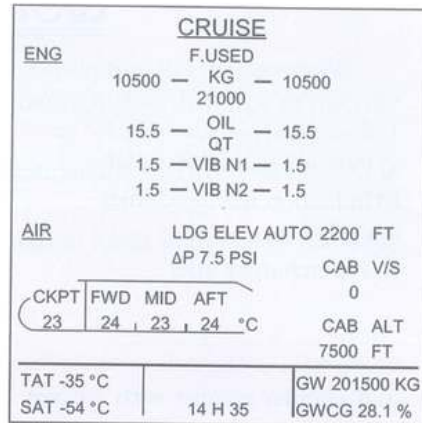 CRUISE
ENG F.USED
10500 — KG — 10500
21000
15.5 — OIL — 15.5
QT
1.5 — VIB N1 — 1.5
1.5 — VIB N2 — 1.5
AIR LDG ELEV AUTO 2200 FT
ΔP 7.5 PSI
CAB V/S
0
CKPT FWD MID AFT
23 24 23 24 °C
CAB ALT
7500 FT
TAT -35 °C GW 201500 KG
SAT -54 °C 14 H 35 GWCG 28.1 %